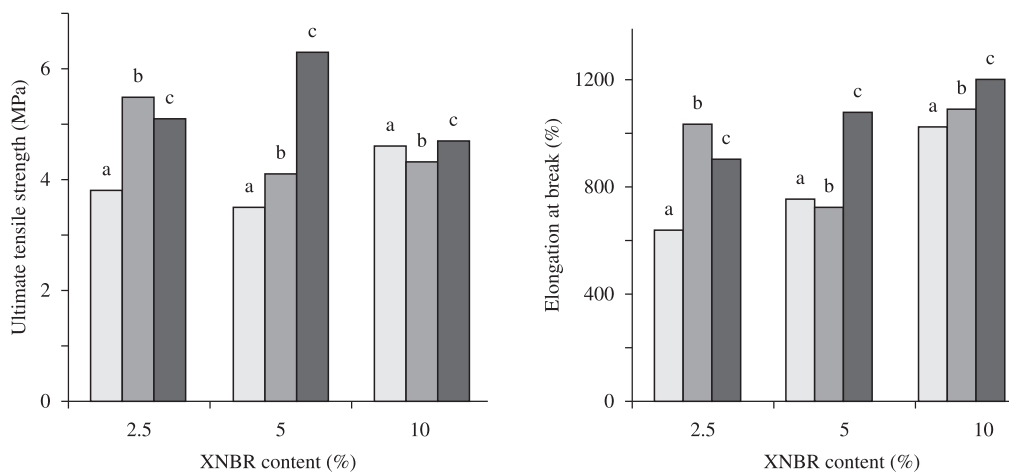 Ultimate tensile strength (MPa)
6
4
2
0
a
b
c
a
b
c
a
b
c
2.5
5
10
XNBR content (%)
Elongation at break (%)
1200
800
400
0
a
b
c
a
b
c
a
b
c
2.5
5
10
XNBR content (%)